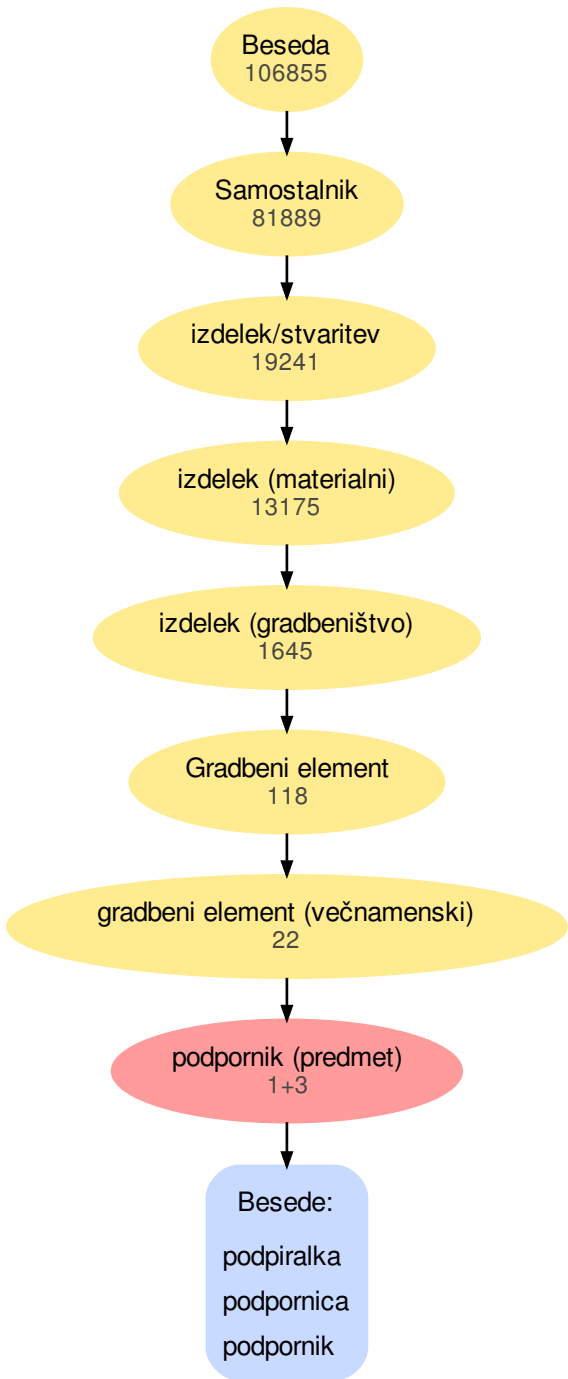 Beseda
106855
Samostalnik
81889
izdelek/stvaritev
19241
izdelek (materialni)
13175
izdelek (gradbeništvo)
1645
Gradbeni element
118
gradbeni element (večnamenski)
22
podpornik (predmet)
1+3
Besede:
podpiralka
podpornica
podpornik